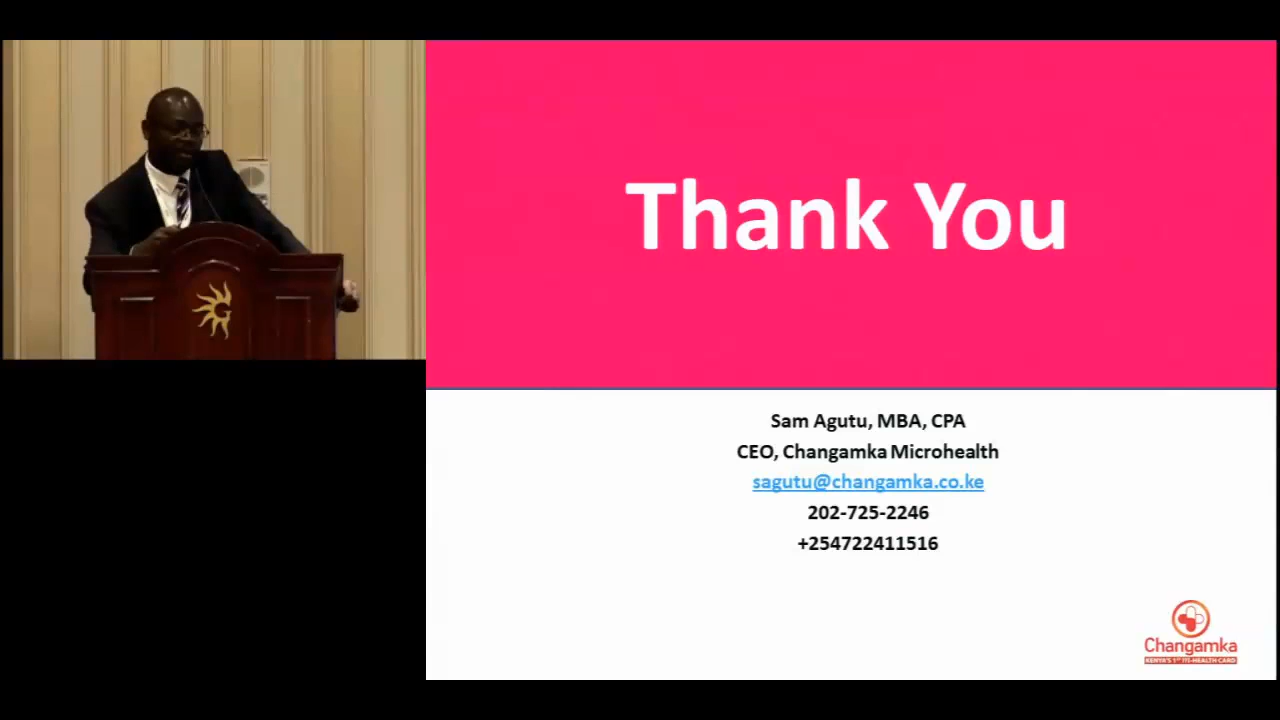 Thank You
Sam Agutu, MBA, CPA
CEO, Changamka Microhealth
sagutu@changamka.co.ke
202-725-2246
+254722411516
Changamka